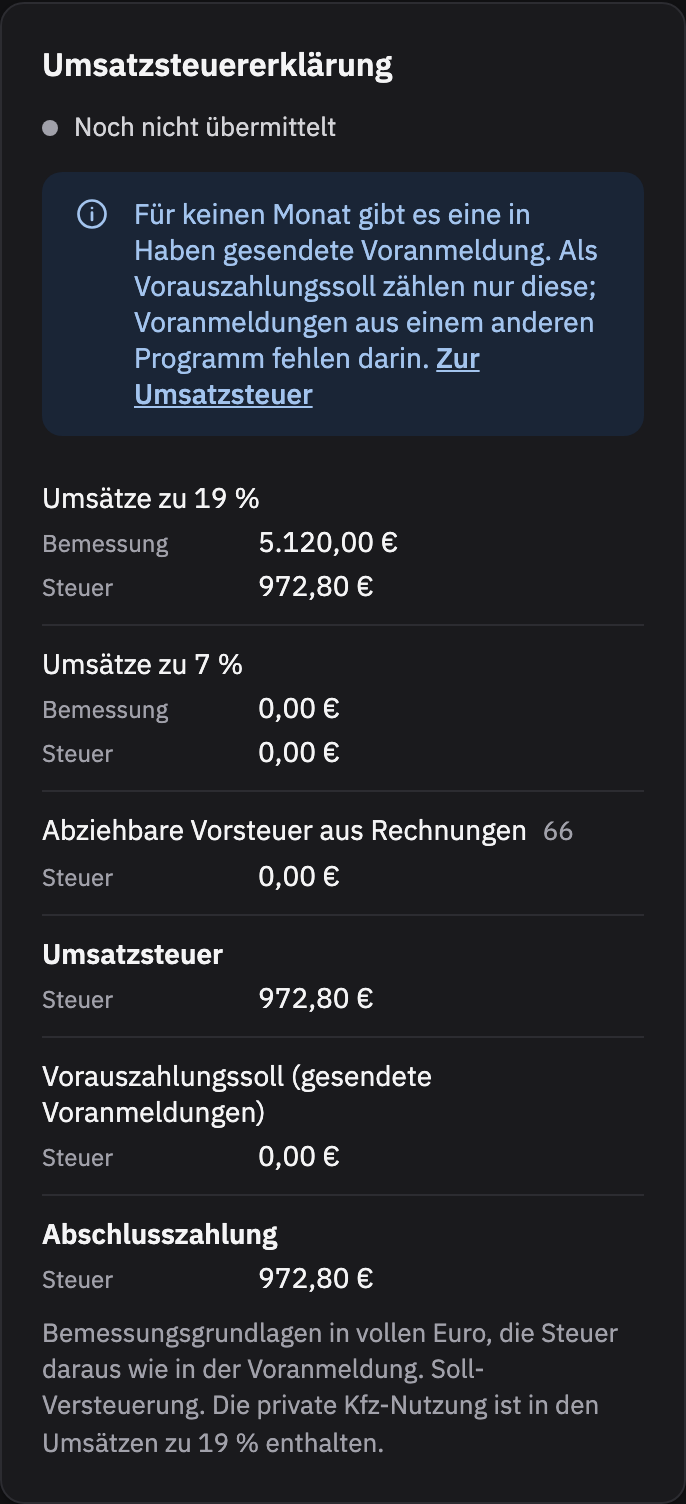 Umsatzsteuererklärung
Noch nicht übermittelt
Für keinen Monat gibt es eine in
Haben gesendete Voranmeldung. Als
Vorauszahlungssoll zählen nur diese;
Voranmeldungen aus einem anderen
Programm fehlen darin. Zur
Umsatzsteuer
Umsätze zu 19 %
Bemessung 5.120,00 €
Steuer 972,80 €
Umsätze zu 7 %
Bemessung 0,00 €
Steuer 0,00 €
Abziehbare Vorsteuer aus Rechnungen 66
Steuer 0,00 €
Umsatzsteuer
Steuer 972,80 €
Vorauszahlungssoll (gesendete
Voranmeldungen)
Steuer 0,00 €
Abschlusszahlung
Steuer 972,80 €
Bemessungsgrundlagen in vollen Euro, die Steuer
daraus wie in der Voranmeldung. Soll-
Versteuerung. Die private Kfz-Nutzung ist in den
Umsätzen zu 19 % enthalten.